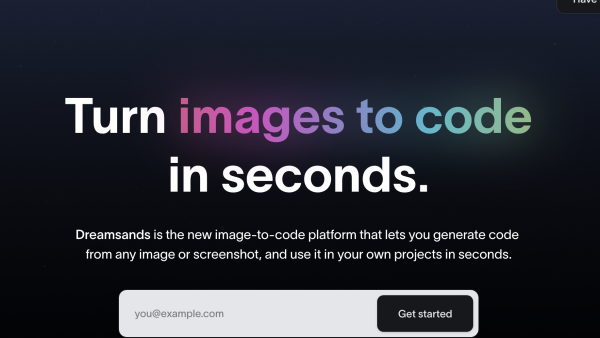 Have
Turn images to code
in seconds.
Dreamsands is the new image-to-code platform that lets you generate code
from any image or screenshot, and use it in your own projects in seconds.
you@example.com
Get started